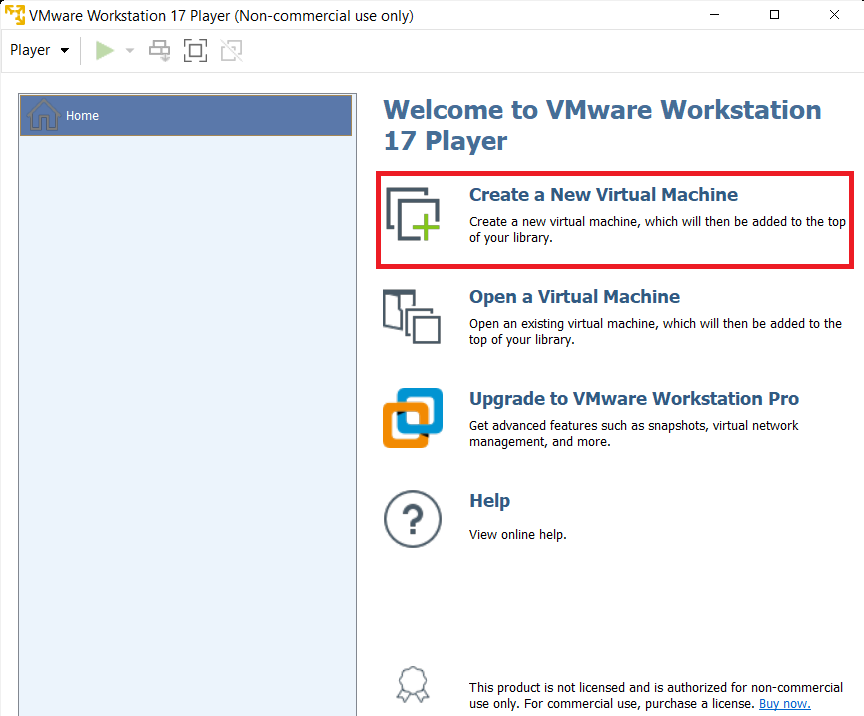 VMware Workstation 17 Player (Non-commercial use only)
Player
Home
Welcome to VMware Workstation
17 Player
Create a New Virtual Machine
Create a new virtual machine, which will then be added to the top
of your library.
Open a Virtual Machine
Open an existing virtual machine, which will then be added to the
top of your library.
Upgrade to VMware Workstation Pro
Get advanced features such as snapshots, virtual network
management, and more.
?
Help
View online help.
This product is not licensed and is authorized for non-commercial
use only. For commercial use, purchase a license. Buy now.